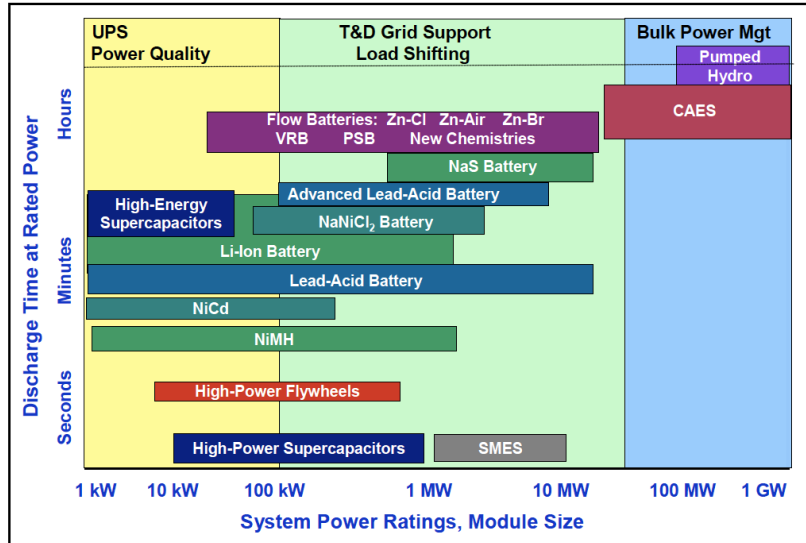 UPS
Power Quality
T&D Grid Support
Load Shifting
Bulk Power Mgt
Pumped
Hydro
CAES
Flow Batteries: Zn-Cl Zn-Air Zn-Br
VRB PSB New Chemistries
NaS Battery
Advanced Lead-Acid Battery
High-Energy
Supercapacitors
NaNiCl₂ Battery
Li-Ion Battery
Lead-Acid Battery
NiCd
NiMH
High-Power Flywheels
High-Power Supercapacitors
SMES
Discharge Time at Rated Power
Hours
Minutes
Seconds
1 kW 10 kW 100 kW 1 MW 10 MW 100 MW 1 GW
System Power Ratings, Module Size